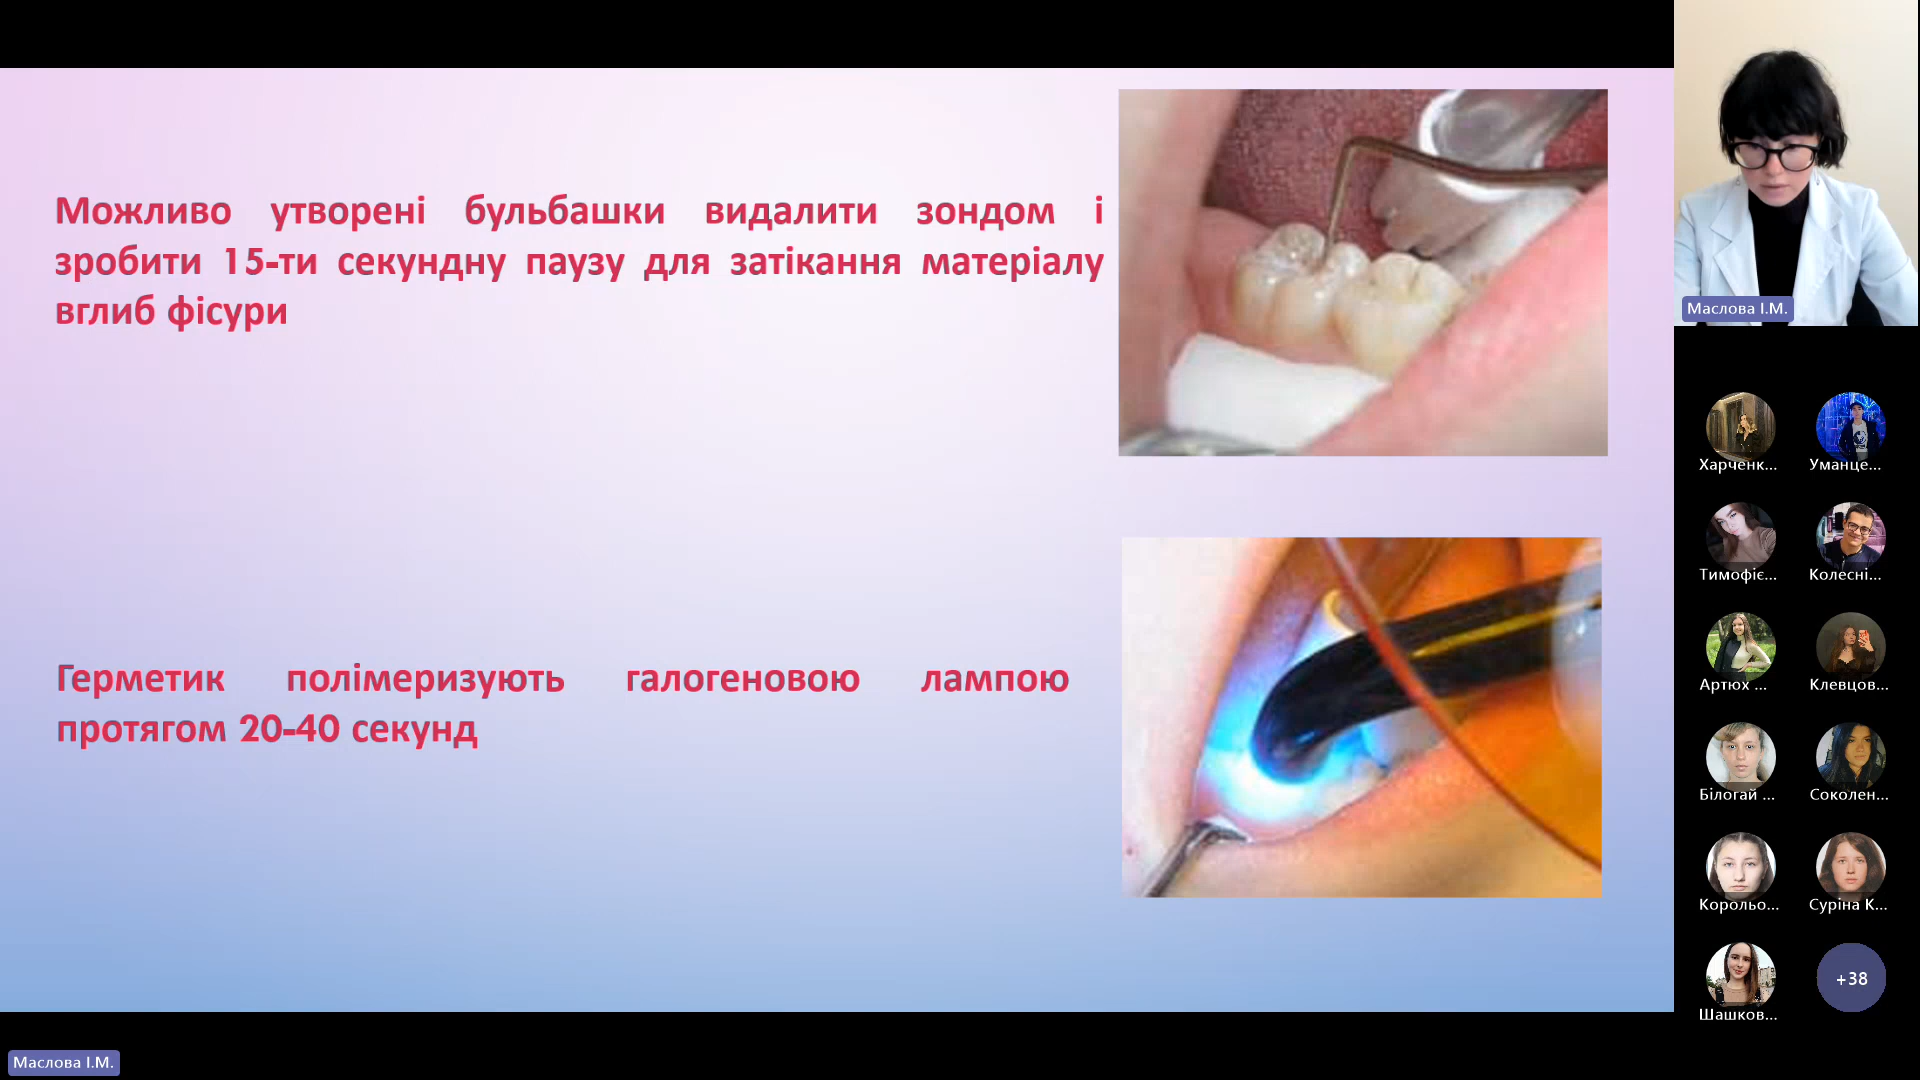 Можливо утворені бульбашки видалити зондом і
зробити 15-ти секундну паузу для затікання матеріалу
вглиб фісури
Герметик полімеризують галогеновою лампою
протягом 20-40 секунд
Маслова І.М.
Харченк...
Уманце...
Тимофіє...
Колесні...
Артюх ...
Клевцов...
Білогай ...
Соколен...
Корольо...
Суріна К...
Шашков...
+38
Маслова І.М.